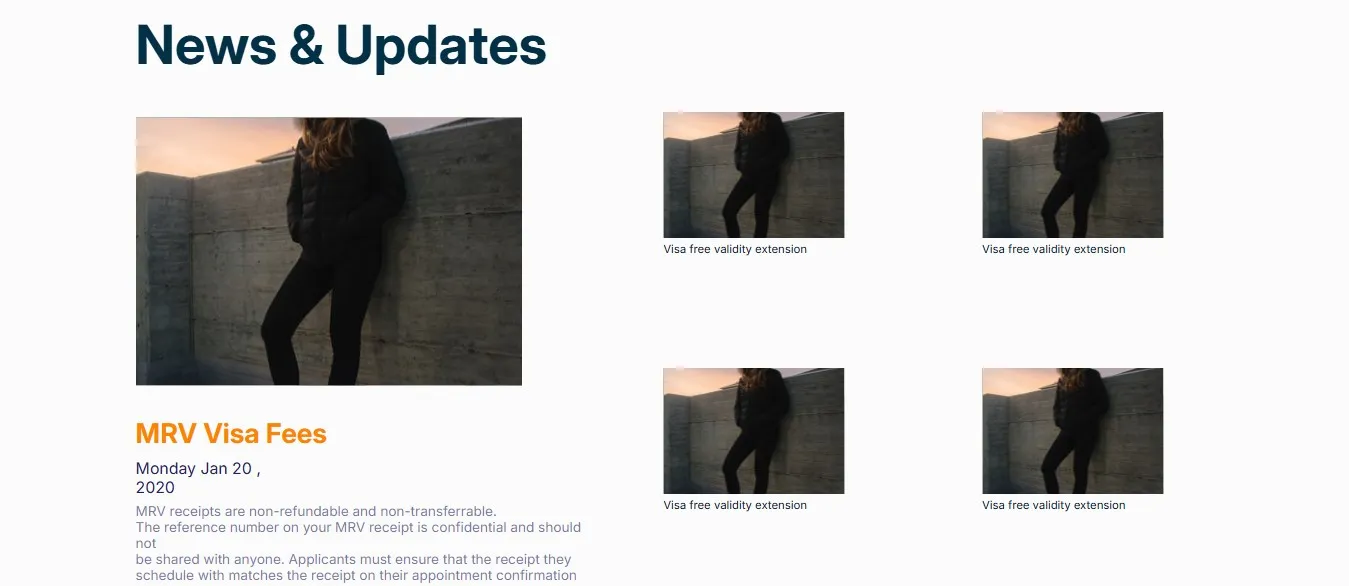 News & Updates
MRV Visa Fees
Monday Jan 20 ,
2020
MRV receipts are non-refundable and non-transferrable.
The reference number on your MRV receipt is confidential and should
not
be shared with anyone. Applicants must ensure that the receipt they
schedule with matches the receipt on their appointment confirmation
Visa free validity extension
Visa free validity extension
Visa free validity extension
Visa free validity extension